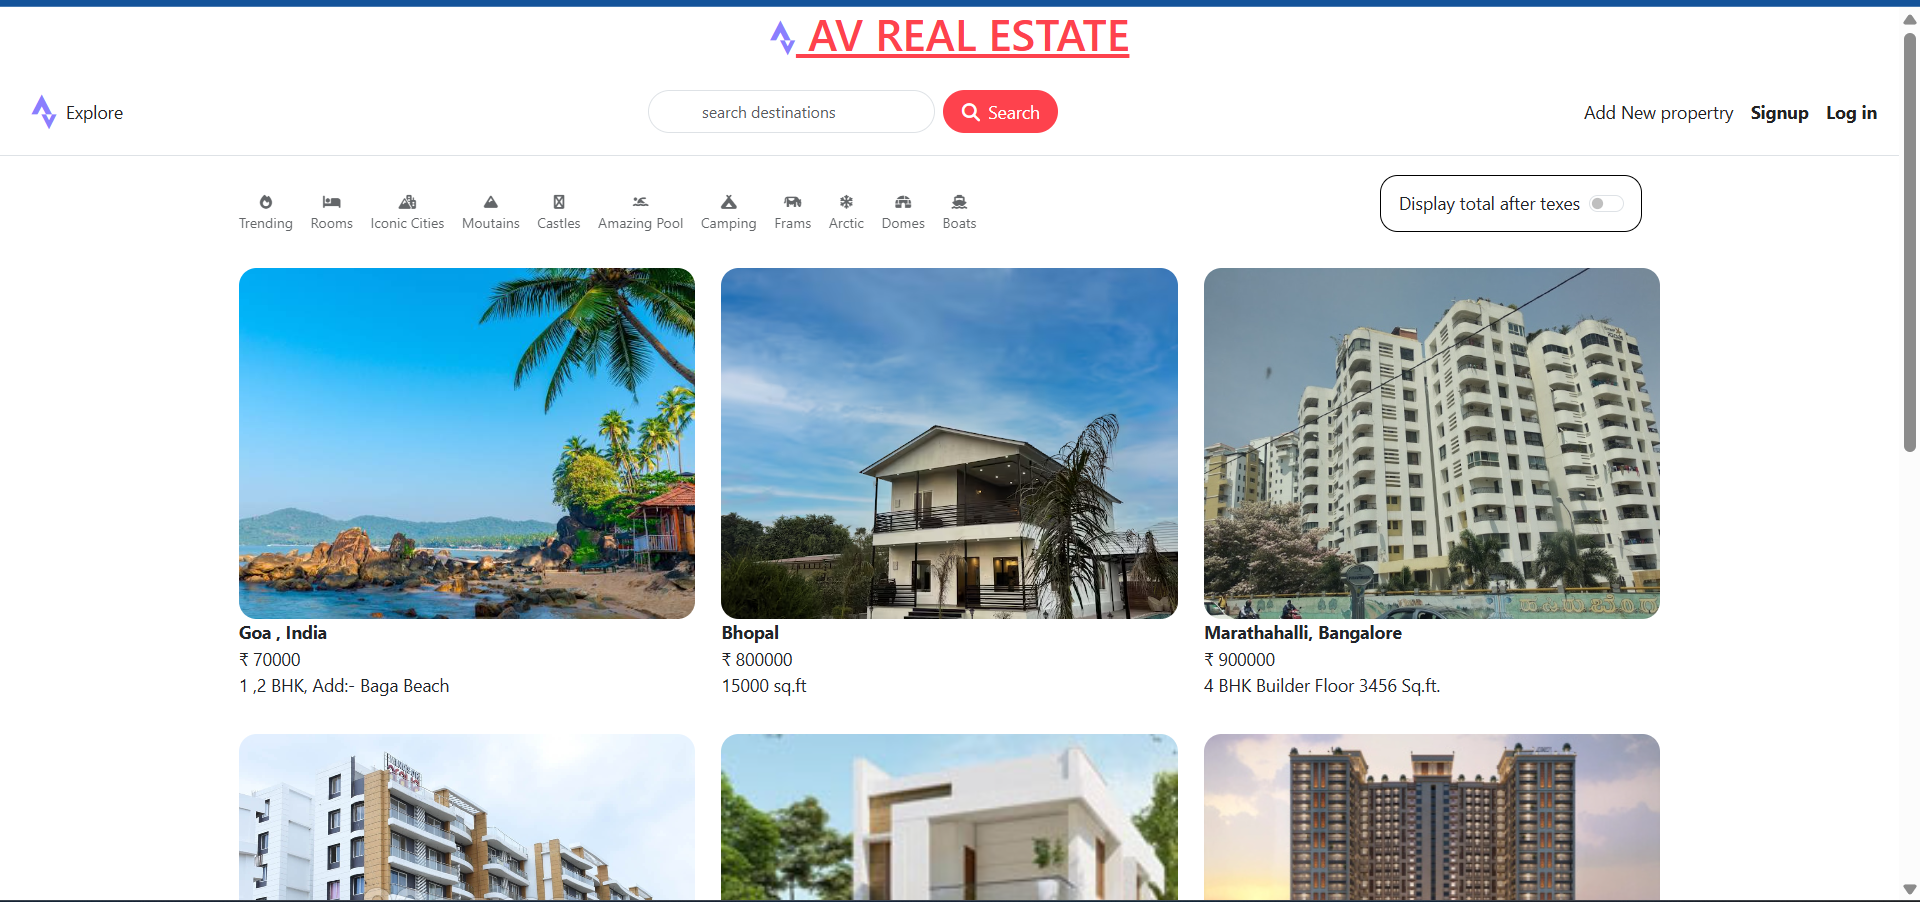 AV REAL ESTATE
Explore
search destinations
Search
Add New propertry
Signup
Log in
Trending
Rooms
Iconic Cities
Moutains
Castles
Amazing Pool
Camping
Frams
Arctic
Domes
Boats
Display total after texes
Goa , India
₹ 70000
1 ,2 BHK, Add:- Baga Beach
Bhopal
₹ 800000
15000 sq.ft
Marathahalli, Bangalore
₹ 900000
4 BHK Builder Floor 3456 Sq.ft.